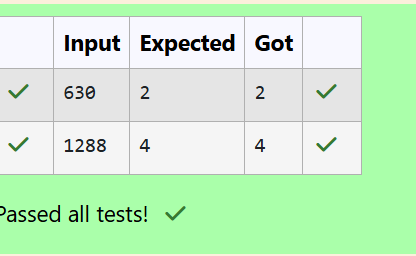 Input Expected Got
630 2 2
1288 4 4
Passed all tests!